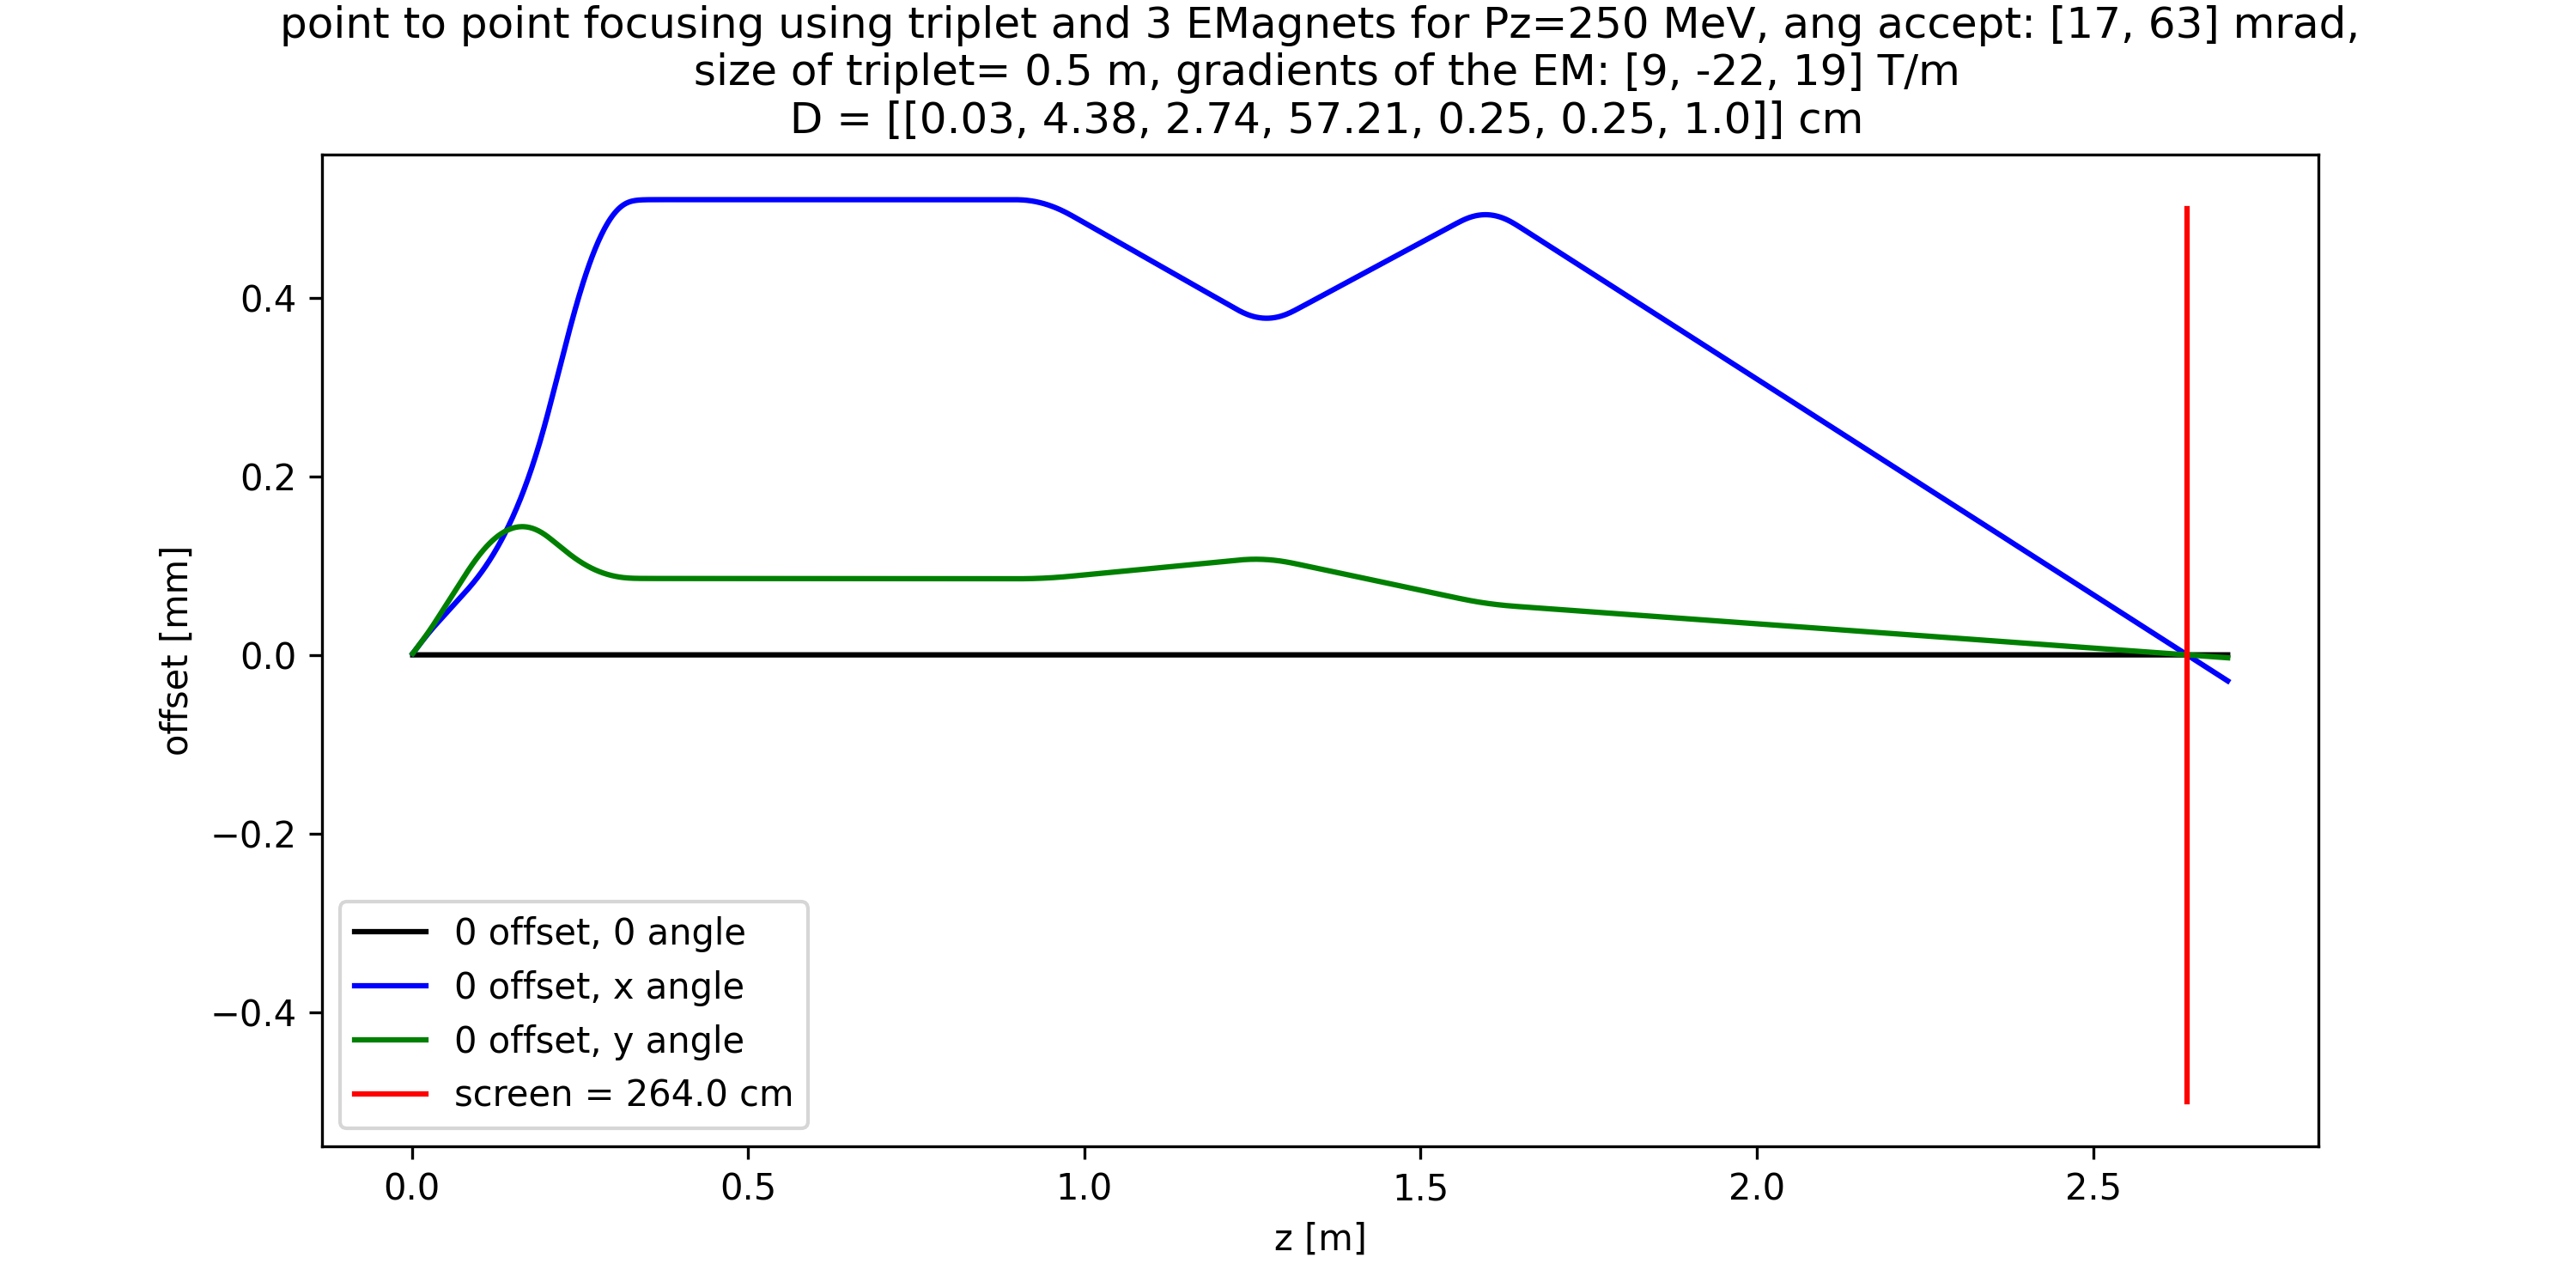 point to point focusing using triplet and 3 EMagnets for Pz=250 MeV, ang accept: [17, 63] mrad,
size of triplet= 0.5 m, gradients of the EM: [9, -22, 19] T/m
D = [[0.03, 4.38, 2.74, 57.21, 0.25, 0.25, 1.0]] cm
offset [mm]
0.4
0.2
0.0
−0.2
−0.4
0 offset, 0 angle
0 offset, x angle
0 offset, y angle
screen = 264.0 cm
0.0
0.5
1.0
1.5
2.0
2.5
z [m]